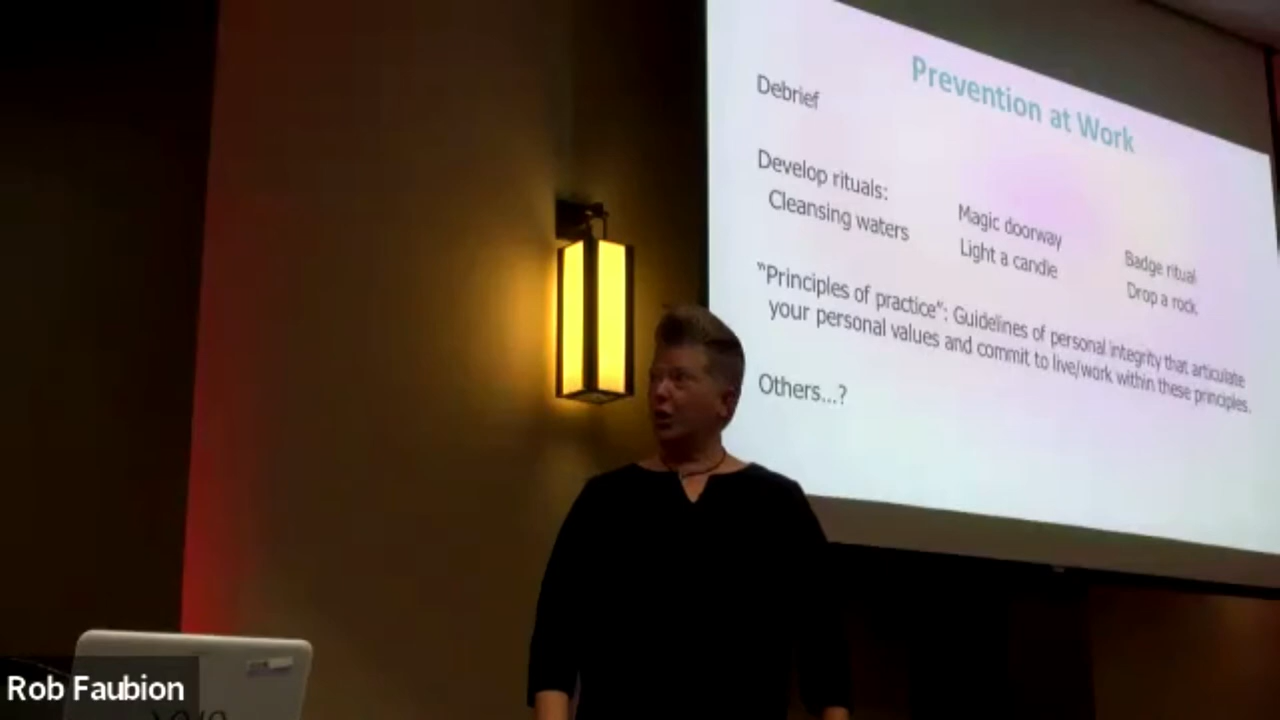 Prevention at Work
Debrief
Develop rituals:
Cleansing waters
Magic doorway
Light a candle
Badge ritual
Drop a rock
"Principles of practice": Guidelines of personal integrity that articulate
your personal values and commit to live/work within these principles.
Others...?
Rob Faubion